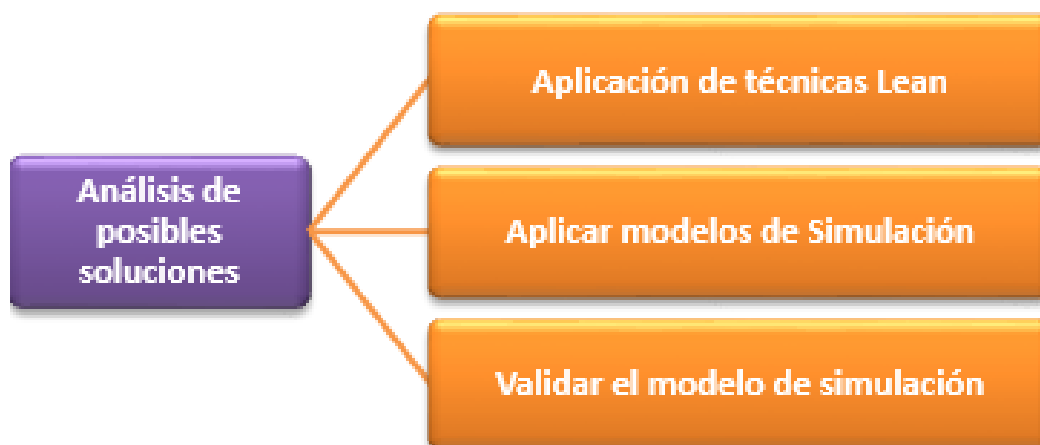 Aplicación de técnicas Lean
Análisis de
posibles
soluciones
Aplicar modelos de Simulación
Validar el modelo de simulación